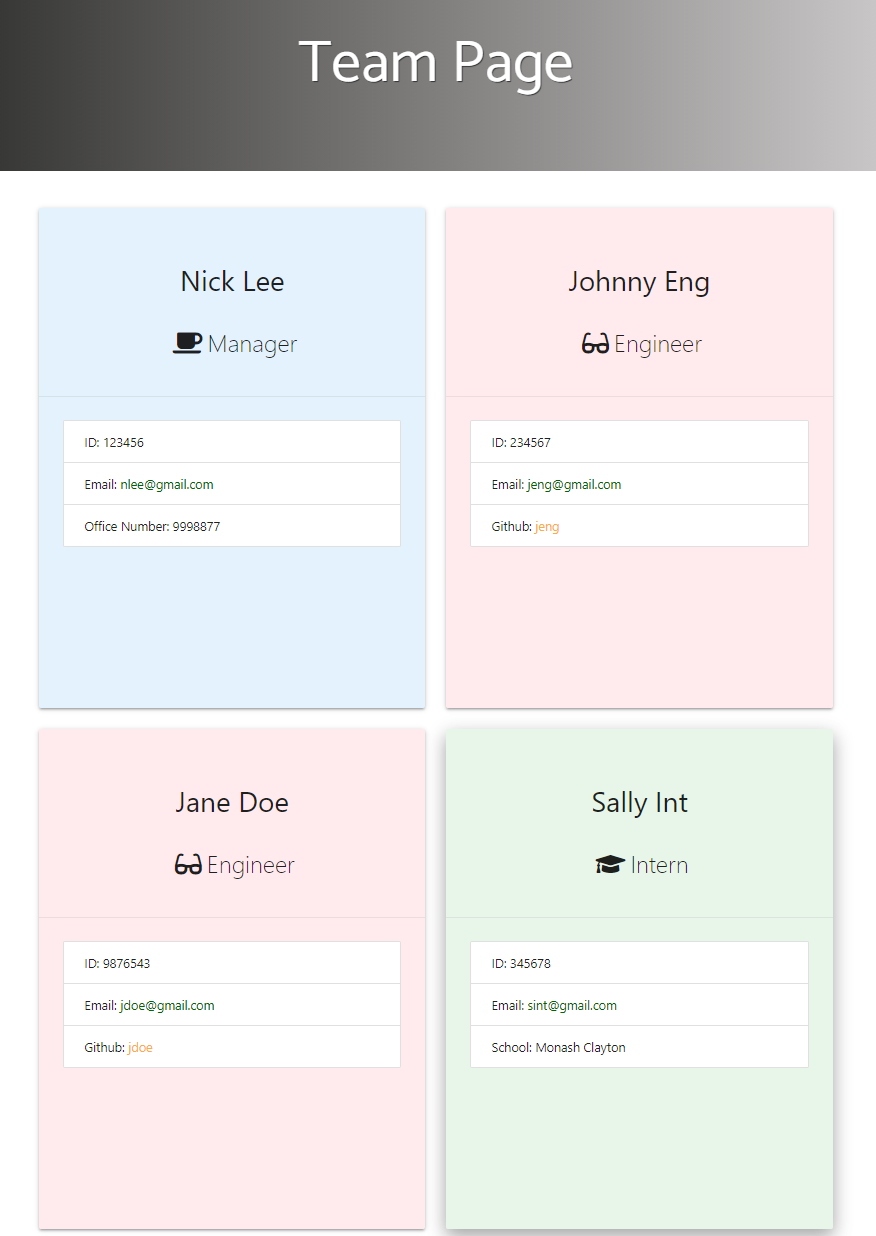 Team Page
Nick Lee
Manager
ID: 123456
Email: nlee@gmail.com
Office Number: 9998877
Johnny Eng
Engineer
ID: 234567
Email: jeng@gmail.com
Github: jeng
Jane Doe
Engineer
ID: 9876543
Email: jdoe@gmail.com
Github: jdoe
Sally Int
Intern
ID: 345678
Email: sint@gmail.com
School: Monash Clayton